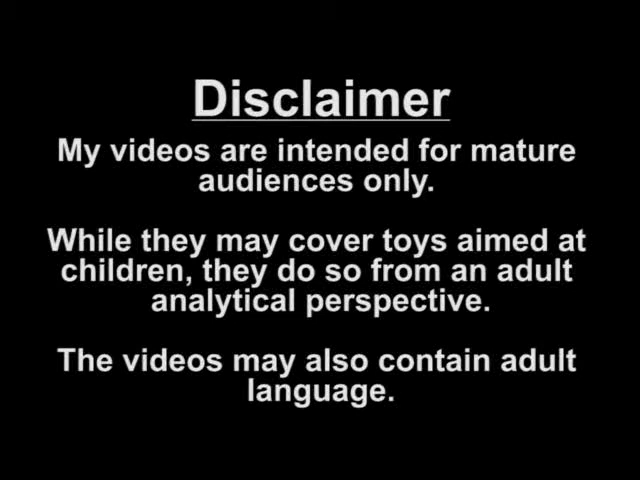 Disclaimer
My videos are intended for mature
audiences only.
While they may cover toys aimed at
children, they do so from an adult
analytical perspective.
The videos may also contain adult
language.